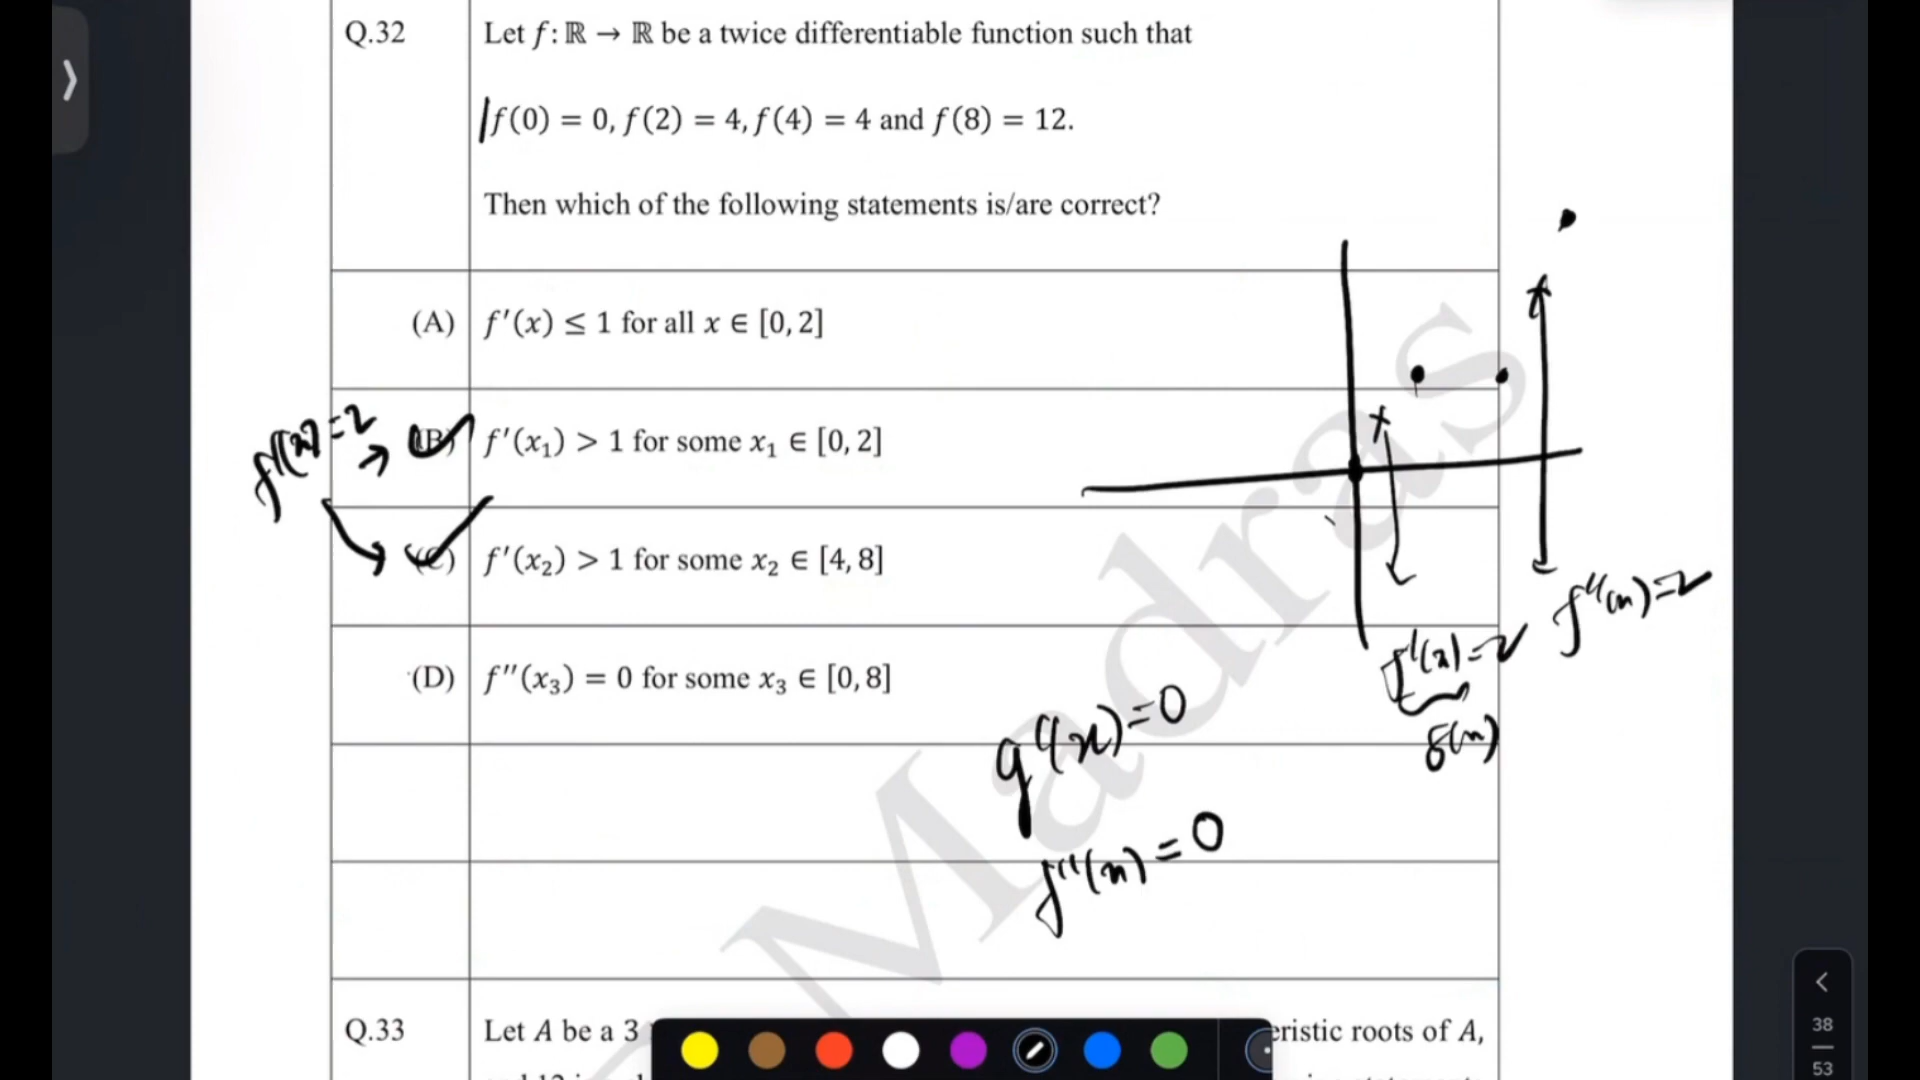 Q.32 Let f: ℝ → ℝ be a twice differentiable function such that
f(0) = 0, f(2) = 4, f(4) = 4 and f(8) = 12.
Then which of the following statements is/are correct?
(A) f′(x) ≤ 1 for all x ∈ [0, 2]
f'(x)=2 → (B) f′(x₁) > 1 for some x₁ ∈ [0, 2]
(C) f′(x₂) > 1 for some x₂ ∈ [4, 8]
(D) f″(x₃) = 0 for some x₃ ∈ [0, 8]
f'(x)=2
g'(x)=0
f''(x)=0
Madras
Q.33 Let A be a 3
eristic roots of A,
38
53